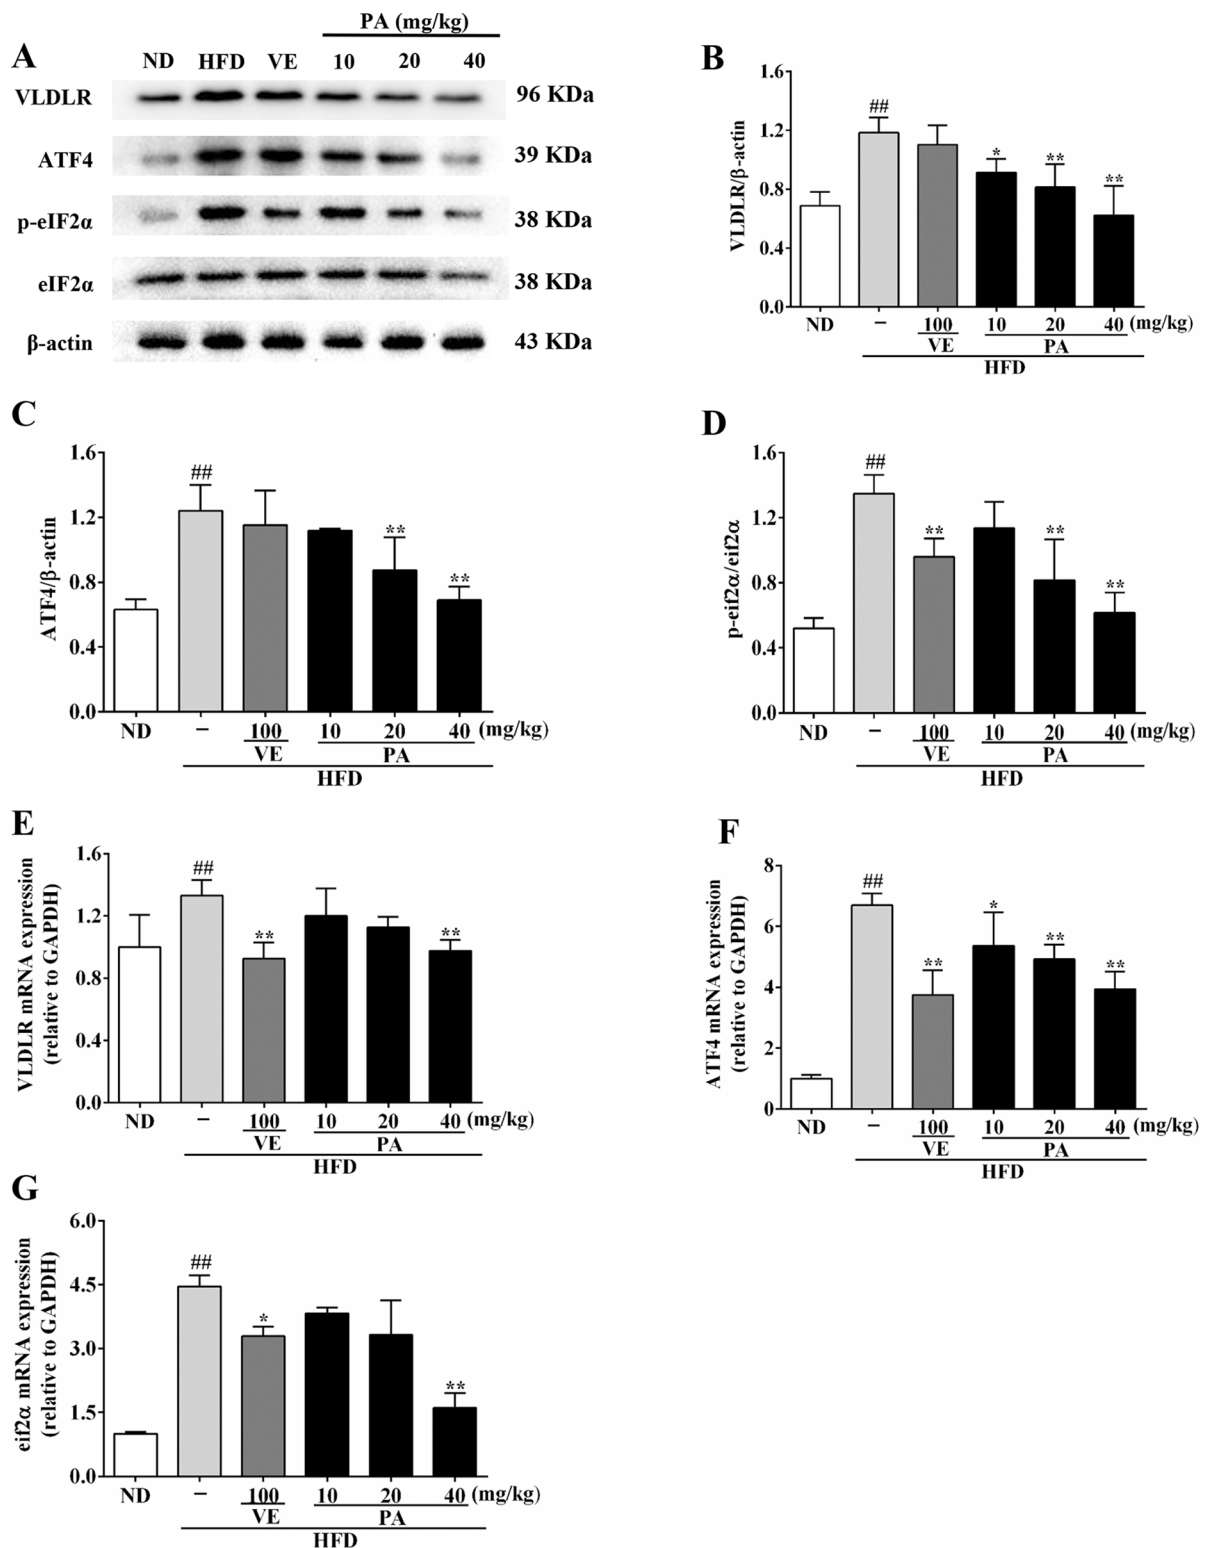 PA (mg/kg)
A
ND HFD VE 10 20 40
VLDLR 96 KDa
ATF4 39 KDa
p-eIF2α 38 KDa
eIF2α 38 KDa
β-actin 43 KDa
B
VLDLR/β-actin
1.6
1.2
0.8
0.4
0.0
##
*
**
**
ND – 100 10 20 40 (mg/kg)
VE PA
HFD
C
ATF4/β-actin
1.6
1.2
0.8
0.4
0.0
##
**
**
ND – 100 10 20 40 (mg/kg)
VE PA
HFD
D
p-eif2α/eif2α
1.6
1.2
0.8
0.4
0.0
##
**
**
**
ND – 100 10 20 40 (mg/kg)
VE PA
HFD
E
VLDLR mRNA expression
(relative to GAPDH)
1.6
1.2
0.8
0.4
0.0
##
**
**
ND – 100 10 20 40 (mg/kg)
VE PA
HFD
F
ATF4 mRNA expression
(relative to GAPDH)
8
6
4
2
0
##
**
*
**
**
ND – 100 10 20 40 (mg/kg)
VE PA
HFD
G
eif2α mRNA expression
(relative to GAPDH)
6.0
4.5
3.0
1.5
0.0
##
*
**
ND – 100 10 20 40 (mg/kg)
VE PA
HFD